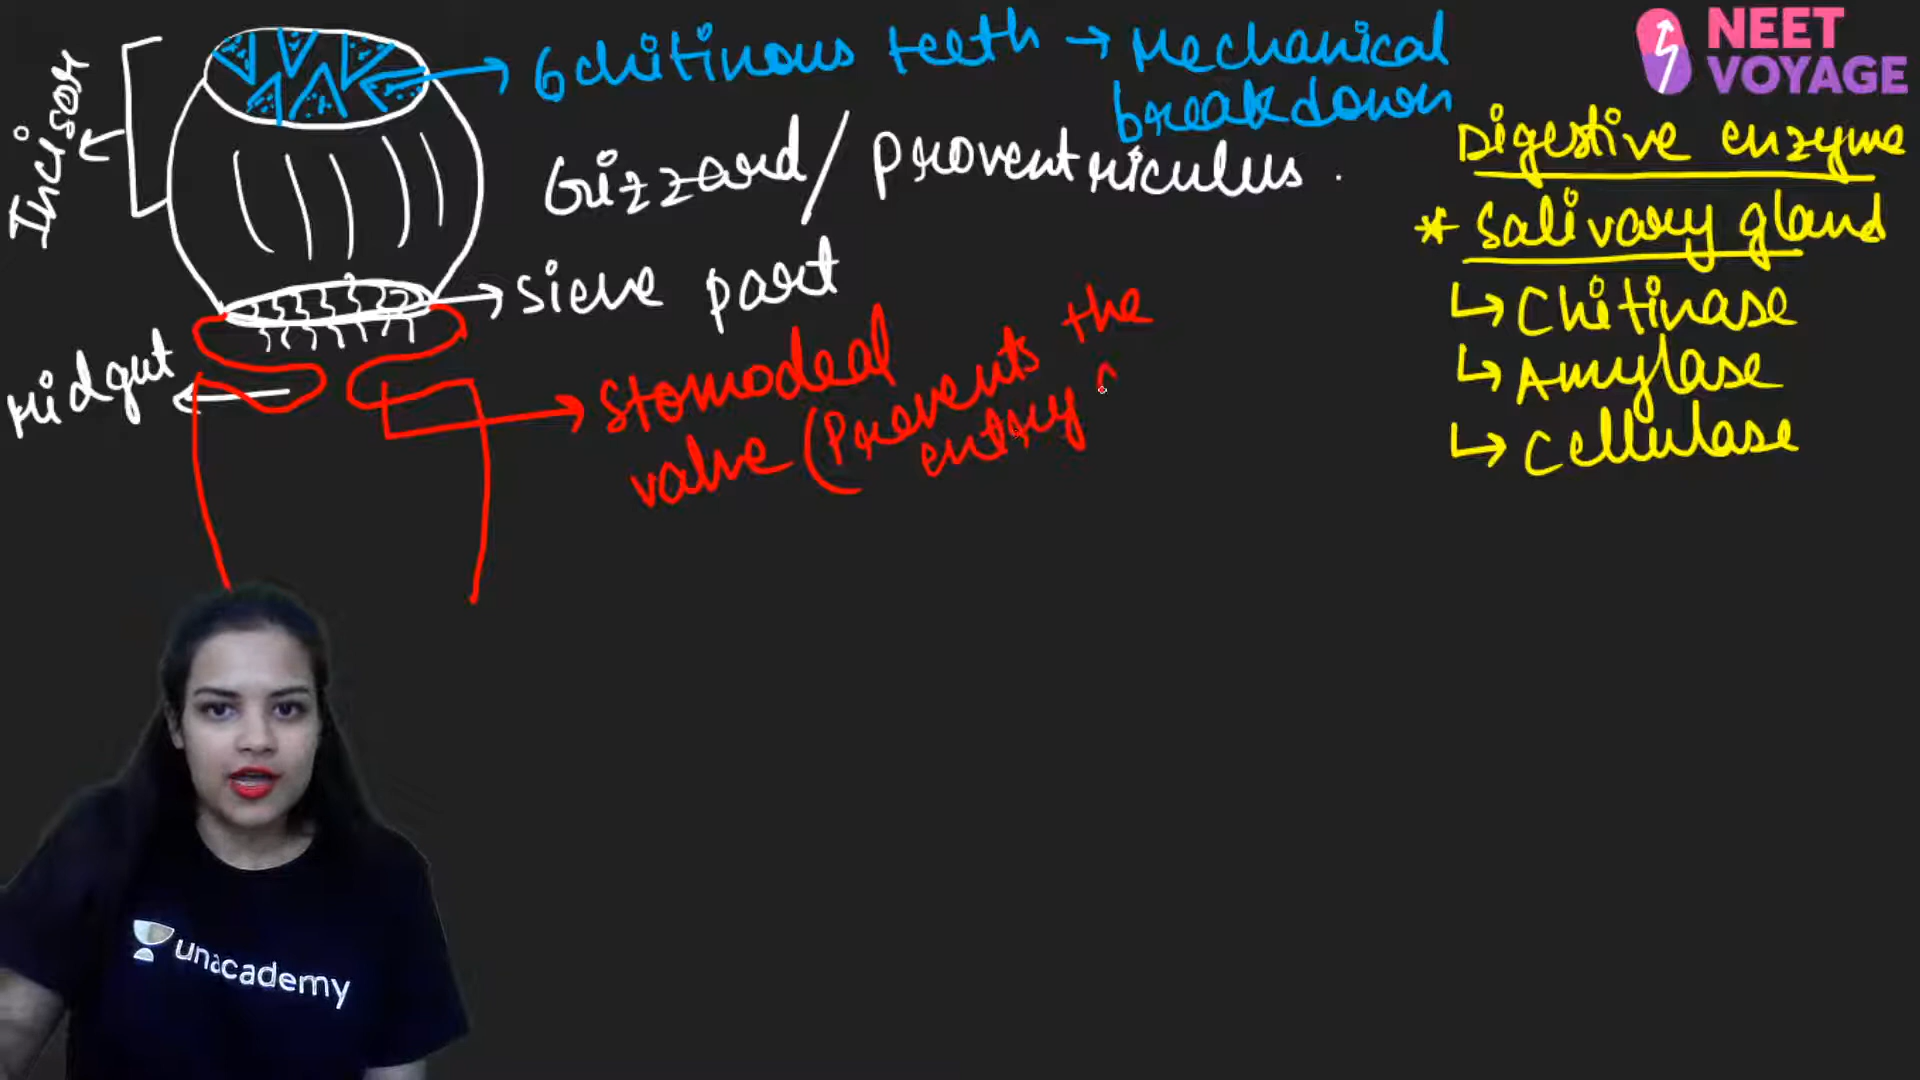 NEET
VOYAGE
Incisor
6 chitinous teeth → Mechanical
breakdown
Gizzard / Proventriculus.
sieve part
midgut
Stomodeal
valve (Prevents the
entry
Digestive enzyme
* Salivary gland
↳ Chitinase
↳ Amylase
↳ Cellulase
unacademy